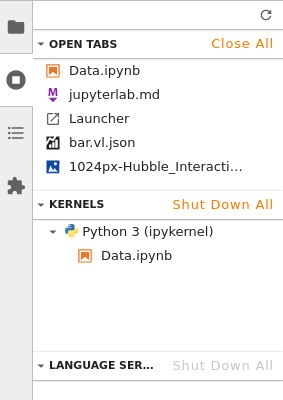 OPEN TABS Close All
Data.ipynb
jupyterlab.md
Launcher
bar.vl.json
1024px-Hubble_Interacti…
KERNELS Shut Down All
Python 3 (ipykernel)
Data.ipynb
LANGUAGE SER… Shut Down All